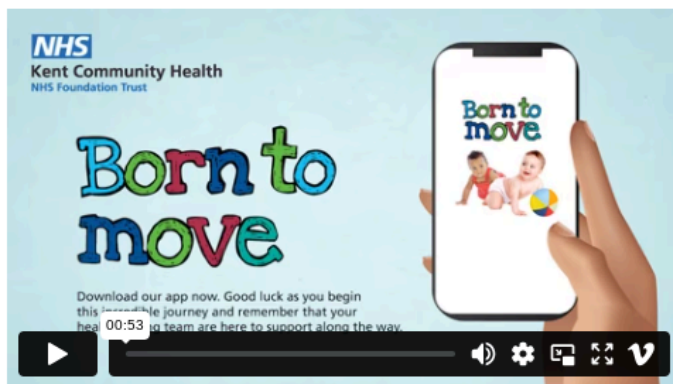 NHS
Kent Community Health
NHS Foundation Trust
Born to
move
Born to
move
Download our app now. Good luck as you begin
this incredible journey and remember that your
team are here to support along the way.
00:53